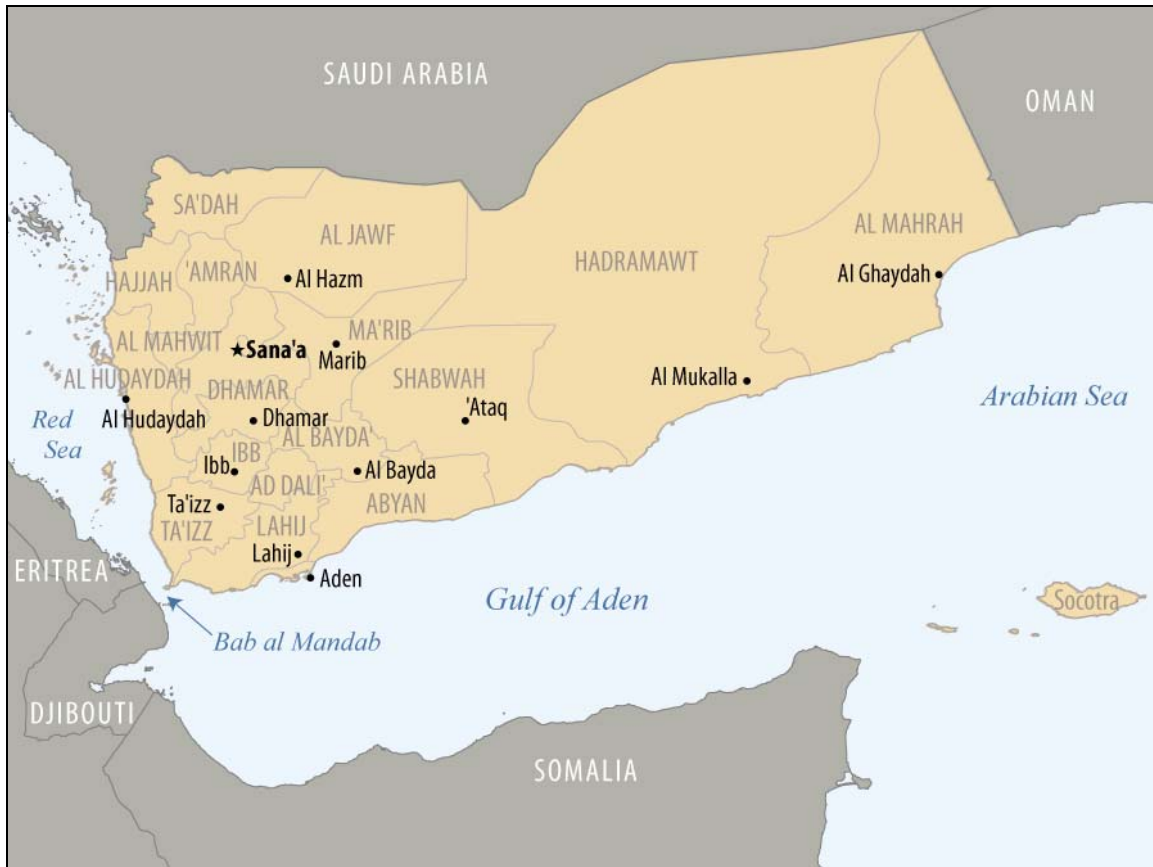 SAUDI ARABIA
OMAN
SA'DAH
AL JAWF
AL MAHRAH
HADRAMAWT
'AMRAN
HAJJAH
Al Hazm
Al Ghaydah
MA'RIB
AL MAHWIT
Sana'a
Marib
AL HUDAYDAH
DHAMAR
SHABWAH
Al Mukalla
Arabian Sea
Red
Sea
Al Hudaydah
Dhamar
'Ataq
AL BAYDA'
IBB
Ibb
Al Bayda
AD DALI'
ABYAN
Ta'izz
TA'IZZ
LAHIJ
Lahij
Aden
ERITREA
Gulf of Aden
Socotra
Bab al Mandab
DJIBOUTI
SOMALIA